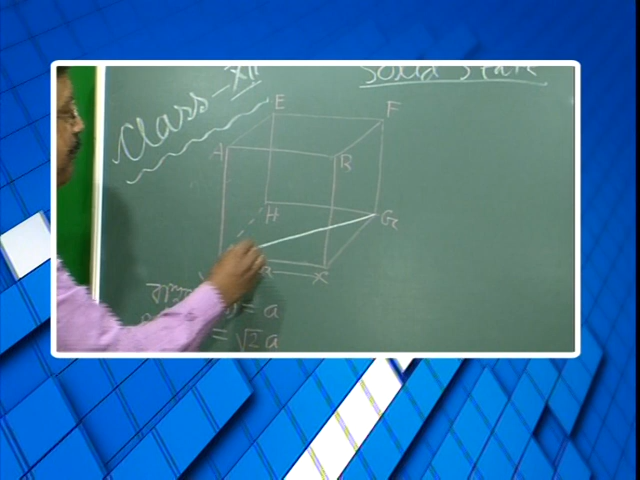 Class-XII
Solid State
E
F
A
B
H
G
a
X
= a
= √2 a